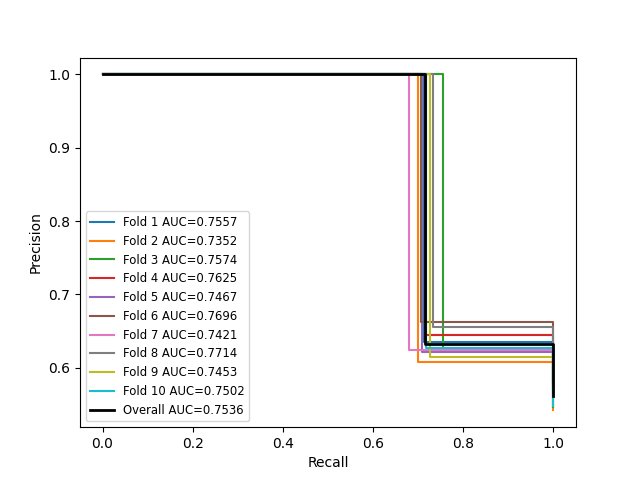 1.0
0.9
0.8
0.7
0.6
Precision
Fold 1 AUC=0.7557
Fold 2 AUC=0.7352
Fold 3 AUC=0.7574
Fold 4 AUC=0.7625
Fold 5 AUC=0.7467
Fold 6 AUC=0.7696
Fold 7 AUC=0.7421
Fold 8 AUC=0.7714
Fold 9 AUC=0.7453
Fold 10 AUC=0.7502
Overall AUC=0.7536
0.0 0.2 0.4 0.6 0.8 1.0
Recall